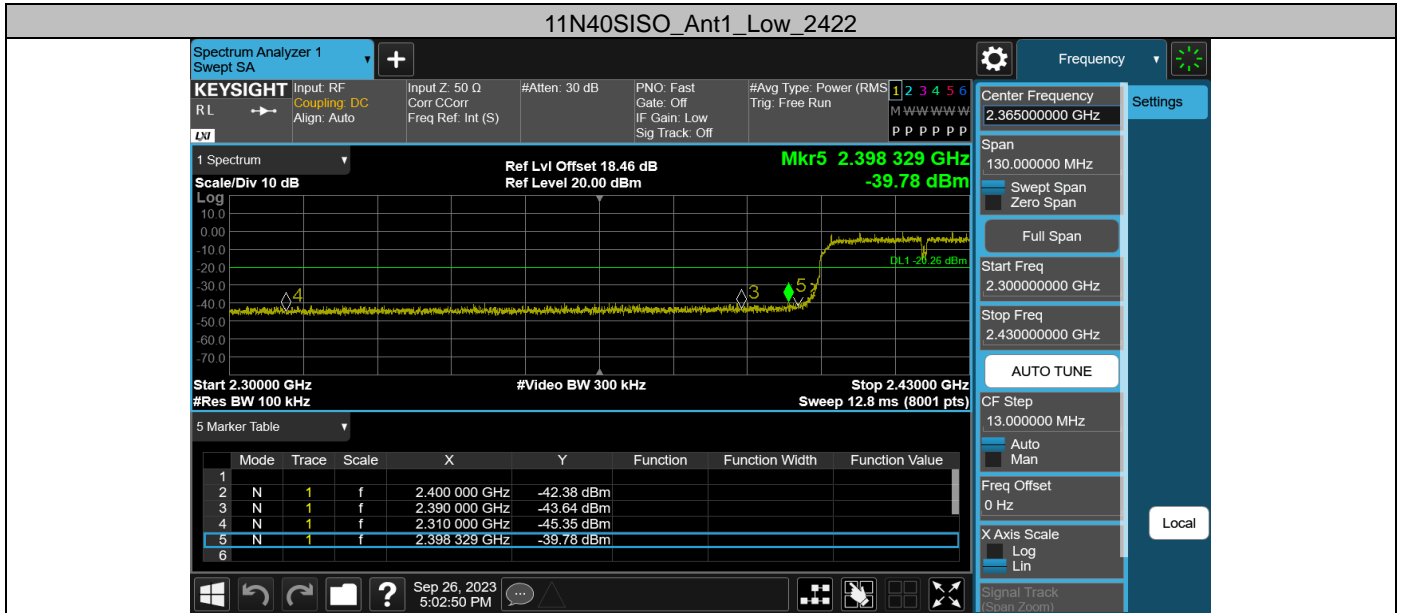 11N40SISO_Ant1_Low_2422
Spectrum Analyzer 1
Swept SA
+
Frequency
KEYSIGHT
RL
LXI
Input: RF
Coupling: DC
Align: Auto
Input Z: 50 Ω
Corr CCorr
Freq Ref: Int (S)
#Atten: 30 dB
PNO: Fast
Gate: Off
IF Gain: Low
Sig Track: Off
#Avg Type: Power (RMS
Trig: Free Run
1 2 3 4 5 6
M W W W W W
P P P P P P
1 Spectrum
Scale/Div 10 dB
Ref Lvl Offset 18.46 dB
Ref Level 20.00 dBm
Mkr5 2.398 329 GHz
-39.78 dBm
Log
10.0
0.00
-10.0
-20.0
-30.0
-40.0
-50.0
-60.0
-70.0
DL1 -20.26 dBm
4
3
5
Start 2.30000 GHz
#Res BW 100 kHz
#Video BW 300 kHz
Stop 2.43000 GHz
Sweep 12.8 ms (8001 pts)
5 Marker Table
Mode Trace Scale X Y Function Function Width Function Value
1
2 N 1 f 2.400 000 GHz -42.38 dBm
3 N 1 f 2.390 000 GHz -43.64 dBm
4 N 1 f 2.310 000 GHz -45.35 dBm
5 N 1 f 2.398 329 GHz -39.78 dBm
6
?
Sep 26, 2023
5:02:50 PM
Center Frequency
2.365000000 GHz
Settings
Span
130.000000 MHz
Swept Span
Zero Span
Full Span
Start Freq
2.300000000 GHz
Stop Freq
2.430000000 GHz
AUTO TUNE
CF Step
13.000000 MHz
Auto
Man
Freq Offset
0 Hz
Local
X Axis Scale
Log
Lin
Signal Track
(Span Zoom)